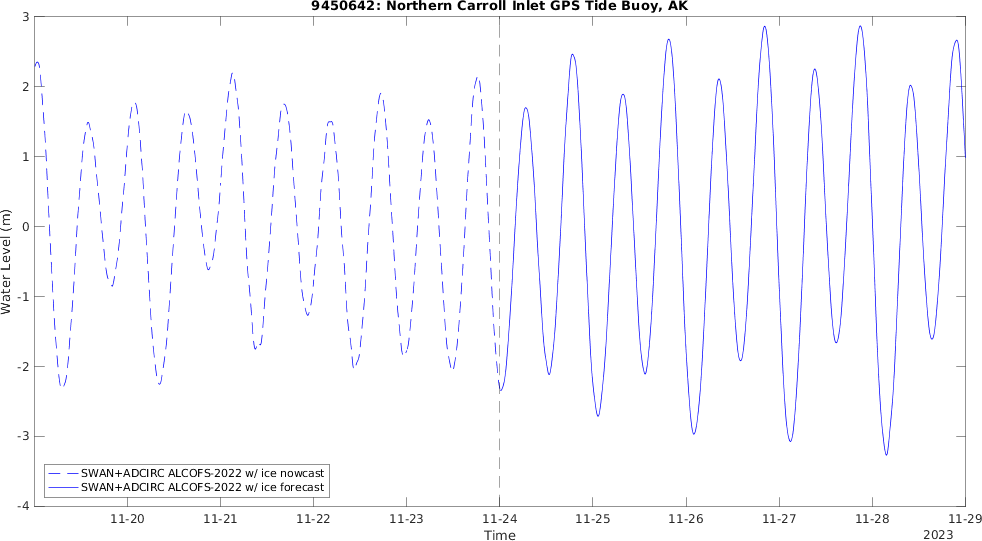 9450642: Northern Carroll Inlet GPS Tide Buoy, AK
3
2
1
0
-1
-2
-3
-4
Water Level (m)
SWAN+ADCIRC ALCOFS-2022 w/ ice nowcast
SWAN+ADCIRC ALCOFS-2022 w/ ice forecast
11-20 11-21 11-22 11-23 11-24 11-25 11-26 11-27 11-28 11-29
Time
2023